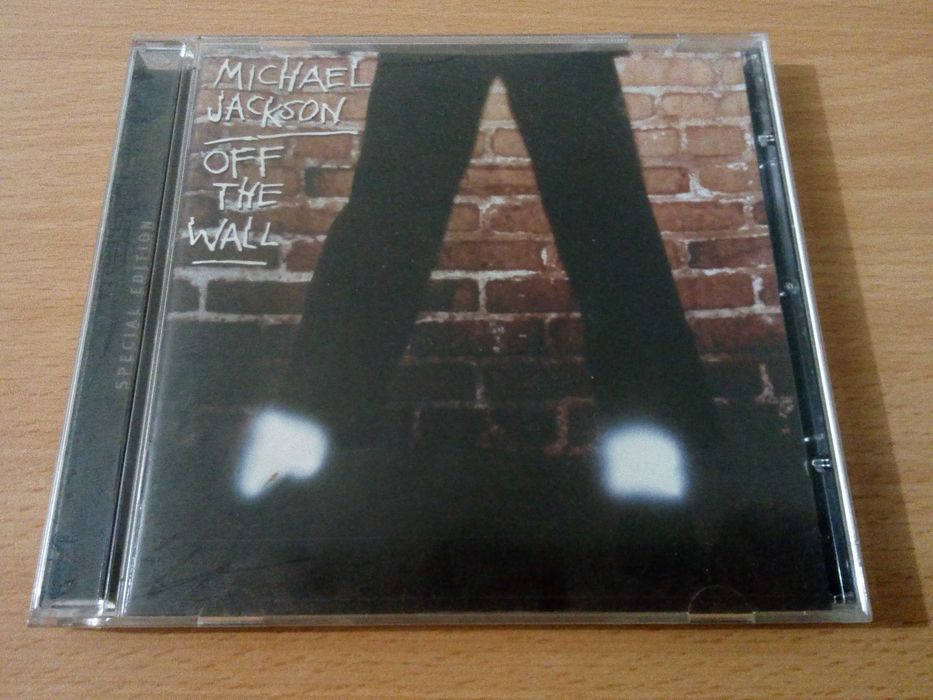 MICHAEL
JACKSON
OFF
THE
WALL
SPECIAL EDITION